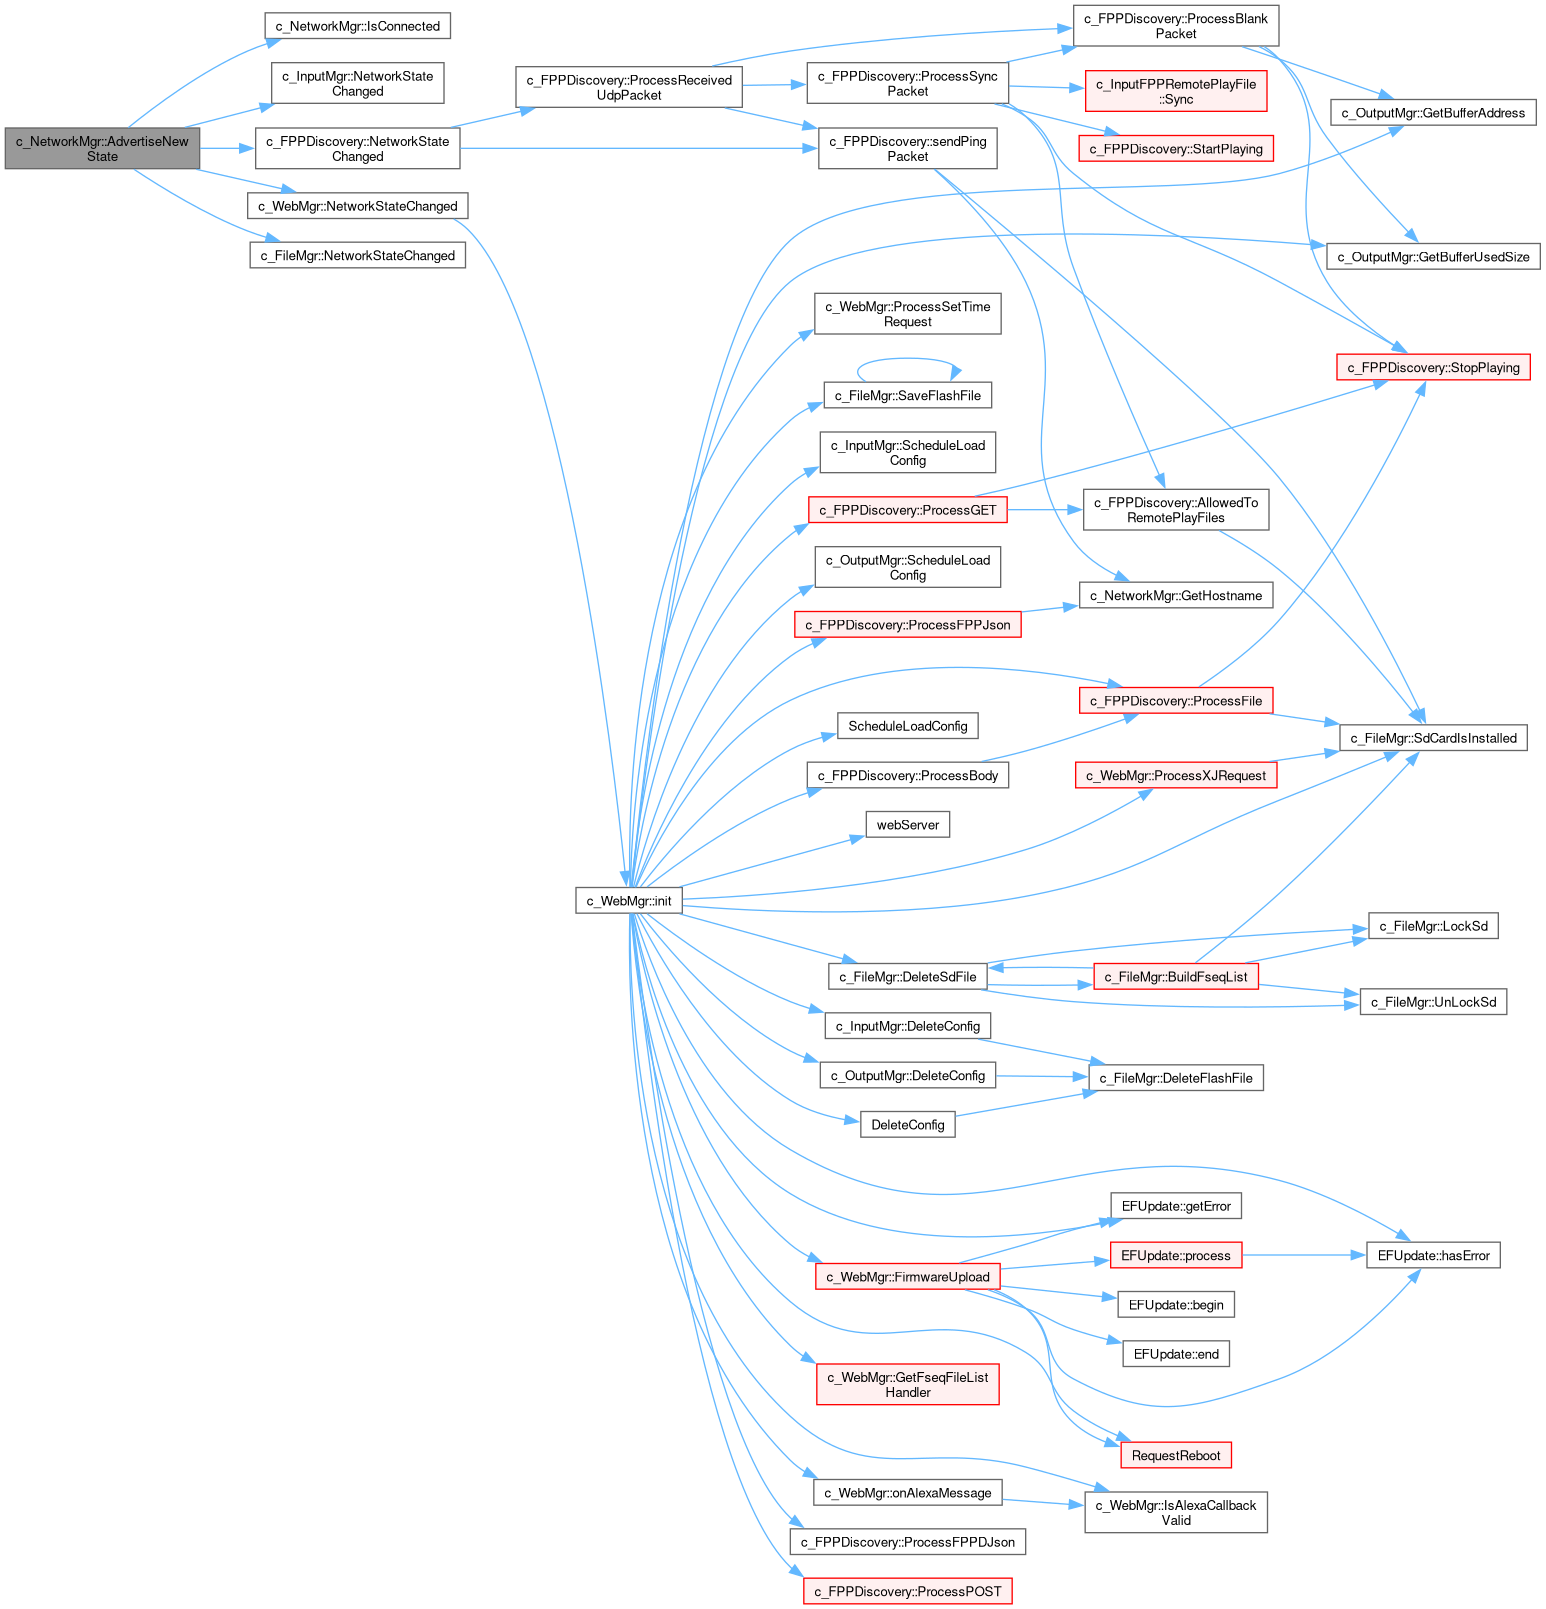 c_NetworkMgr::AdvertiseNew
State
c_NetworkMgr::IsConnected
c_InputMgr::NetworkState
Changed
c_FPPDiscovery::NetworkState
Changed
c_WebMgr::NetworkStateChanged
c_FileMgr::NetworkStateChanged
c_FPPDiscovery::ProcessReceived
UdpPacket
c_WebMgr::init
c_FPPDiscovery::ProcessSync
Packet
c_FPPDiscovery::sendPing
Packet
c_WebMgr::ProcessSetTime
Request
c_FileMgr::SaveFlashFile
c_InputMgr::ScheduleLoad
Config
c_FPPDiscovery::ProcessGET
c_OutputMgr::ScheduleLoad
Config
c_FPPDiscovery::ProcessFPPJson
ScheduleLoadConfig
c_FPPDiscovery::ProcessBody
webServer
c_FileMgr::DeleteSdFile
c_InputMgr::DeleteConfig
c_OutputMgr::DeleteConfig
DeleteConfig
c_WebMgr::FirmwareUpload
c_WebMgr::GetFseqFileList
Handler
c_WebMgr::onAlexaMessage
c_FPPDiscovery::ProcessFPPDJson
c_FPPDiscovery::ProcessPOST
c_FPPDiscovery::ProcessBlank
Packet
c_InputFPPRemotePlayFile
::Sync
c_FPPDiscovery::StartPlaying
c_FPPDiscovery::AllowedTo
RemotePlayFiles
c_NetworkMgr::GetHostname
c_FPPDiscovery::ProcessFile
c_WebMgr::ProcessXJRequest
c_FileMgr::BuildFseqList
c_FileMgr::DeleteFlashFile
EFUpdate::getError
EFUpdate::process
EFUpdate::begin
EFUpdate::end
RequestReboot
c_WebMgr::IsAlexaCallback
Valid
c_OutputMgr::GetBufferAddress
c_OutputMgr::GetBufferUsedSize
c_FPPDiscovery::StopPlaying
c_FileMgr::SdCardIsInstalled
c_FileMgr::LockSd
c_FileMgr::UnLockSd
EFUpdate::hasError